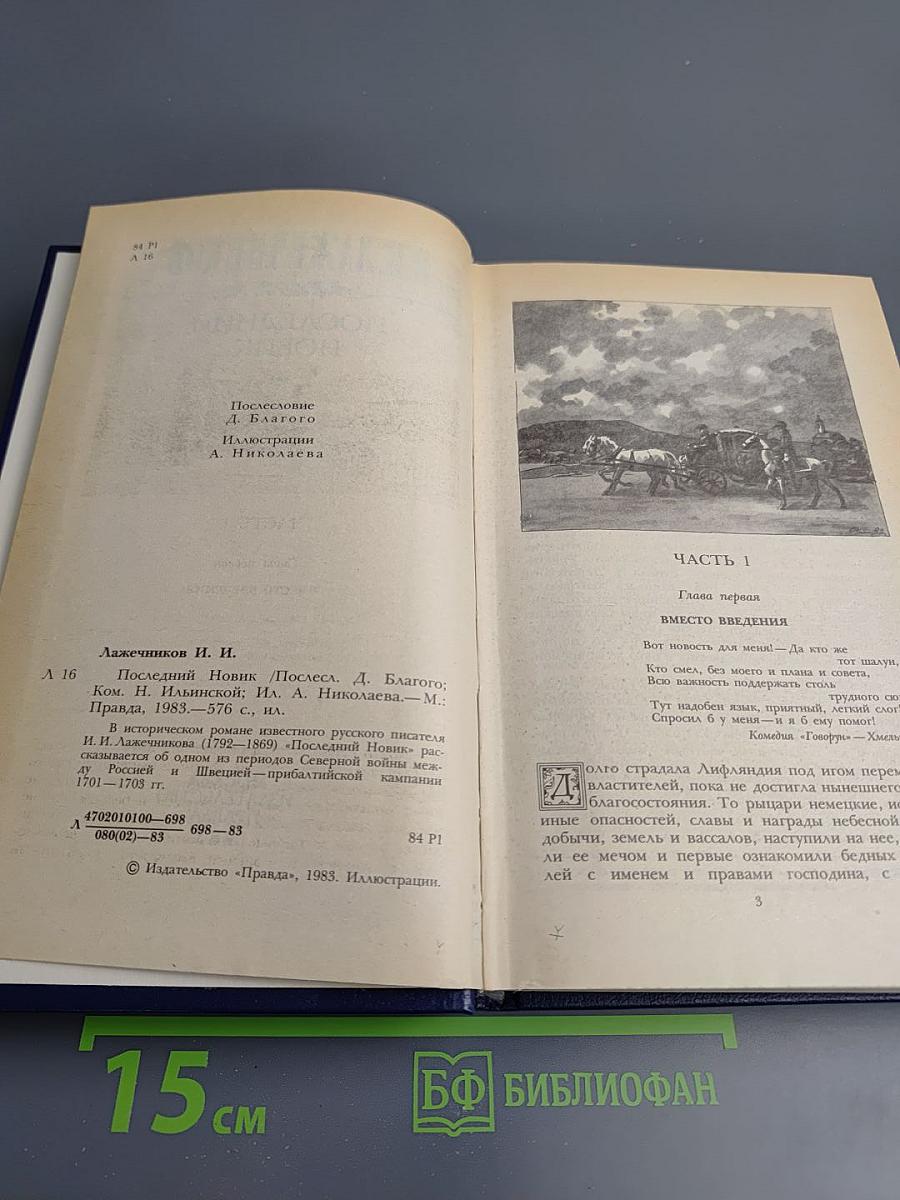 84 Р1
Л 16
Послесловие
Д. Благого
Иллюстрации
А. Николаева
Лажечников И. И.
Л 16 Последний Новик /Послесл. Д. Благого;
Ком. Н. Ильинской; Ил. А. Николаева.— М.:
Правда, 1983.—576 с., ил.
В историческом романе известного русского писателя
И. И. Лажечникова (1792—1869) «Последний Новик» рас-
сказывается об одном из периодов Северной войны меж-
ду Россией и Швецией—прибалтийской кампании
1701—1703 гг.
Л 4702010100—698
080(02)—83 698—83
84 Р1
© Издательство «Правда», 1983. Иллюстрации.
ЧАСТЬ 1
Глава первая
ВМЕСТО ВВЕДЕНИЯ
Вот новость для меня!—Да кто же
тот шалун,
Кто смел, без моего и плана и совета,
Всю важность поддержать столь
трудного сю
Тут надобен язык, приятный, легкий слог!
Спросил б у меня—и я б ему помог!
Комедия «Говорун»—Хмель
Долго страдала Лифляндия под игом перем
властителей, пока не достигла нынешнего
благосостояния. То рыцари немецкие, ис
иные опасностей, славы и награды небесной
добычи, земель и вассалов, наступили на нее,
ли ее мечом и первые ознакомили бедных
лей с именем и правами господина, с
3
15 см
БФ БИБЛИОФАН